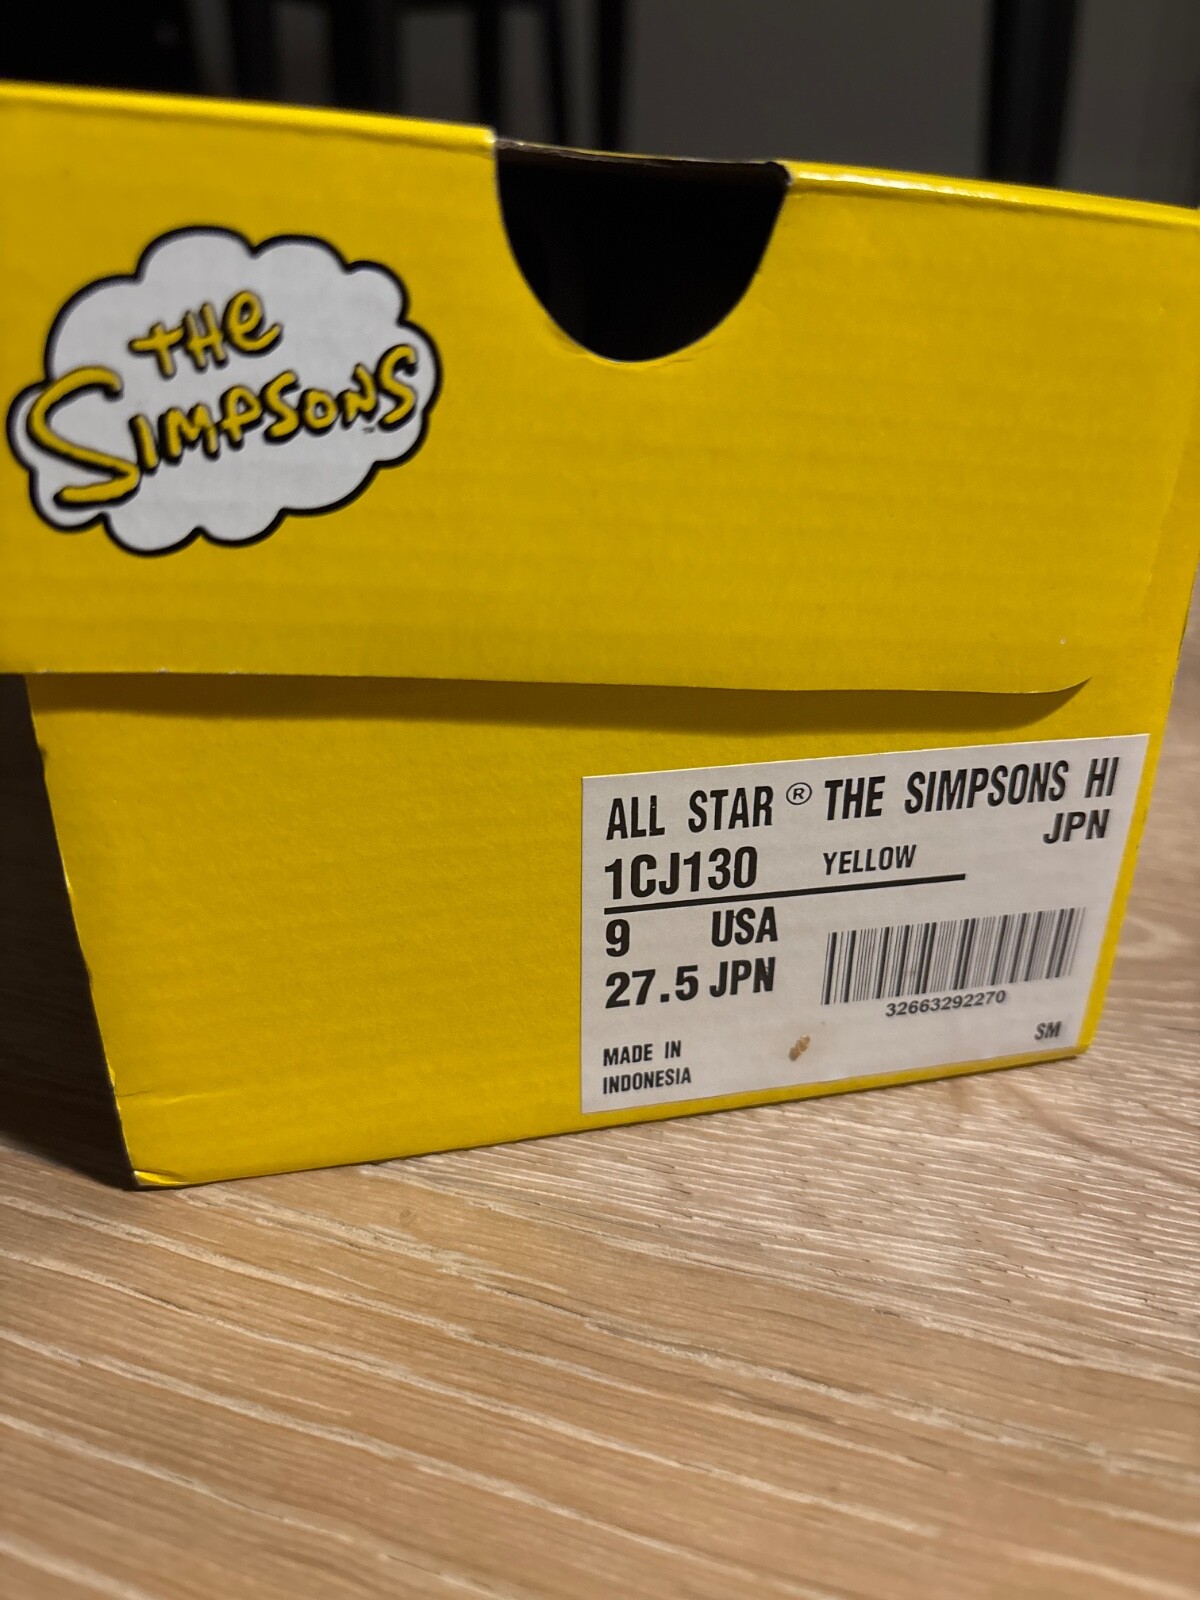 THE
SIMPSONS
TM
ALL STAR ® THE SIMPSONS HI
JPN
1CJ130 YELLOW
9 USA
27.5 JPN
32663292270
MADE IN
INDONESIA
SM